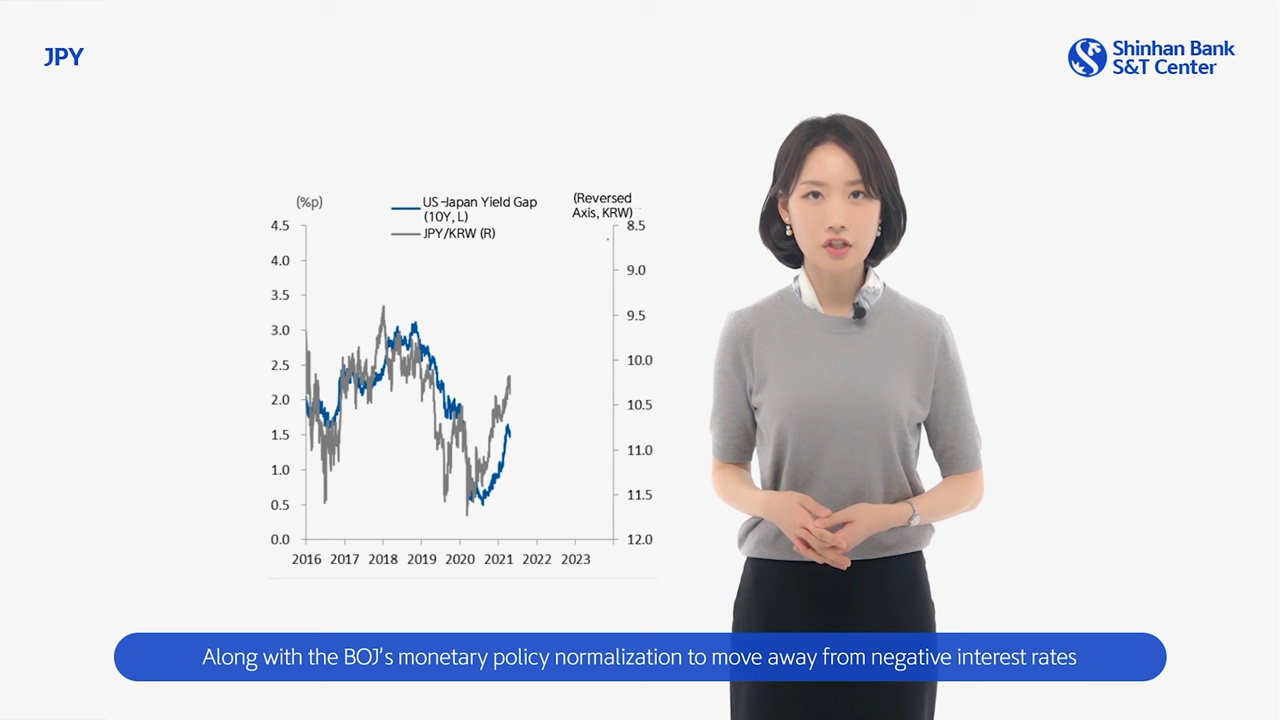 JPY
Shinhan Bank
S&T Center
(%p)
US-Japan Yield Gap
(10Y, L)
JPY/KRW (R)
(Reversed
Axis, KRW)
4.5
4.0
3.5
3.0
2.5
2.0
1.5
1.0
0.5
0.0
8.5
9.0
9.5
10.0
10.5
11.0
11.5
12.0
2016 2017 2018 2019 2020 2021 2022 2023
Along with the BOJ's monetary policy normalization to move away from negative interest rates